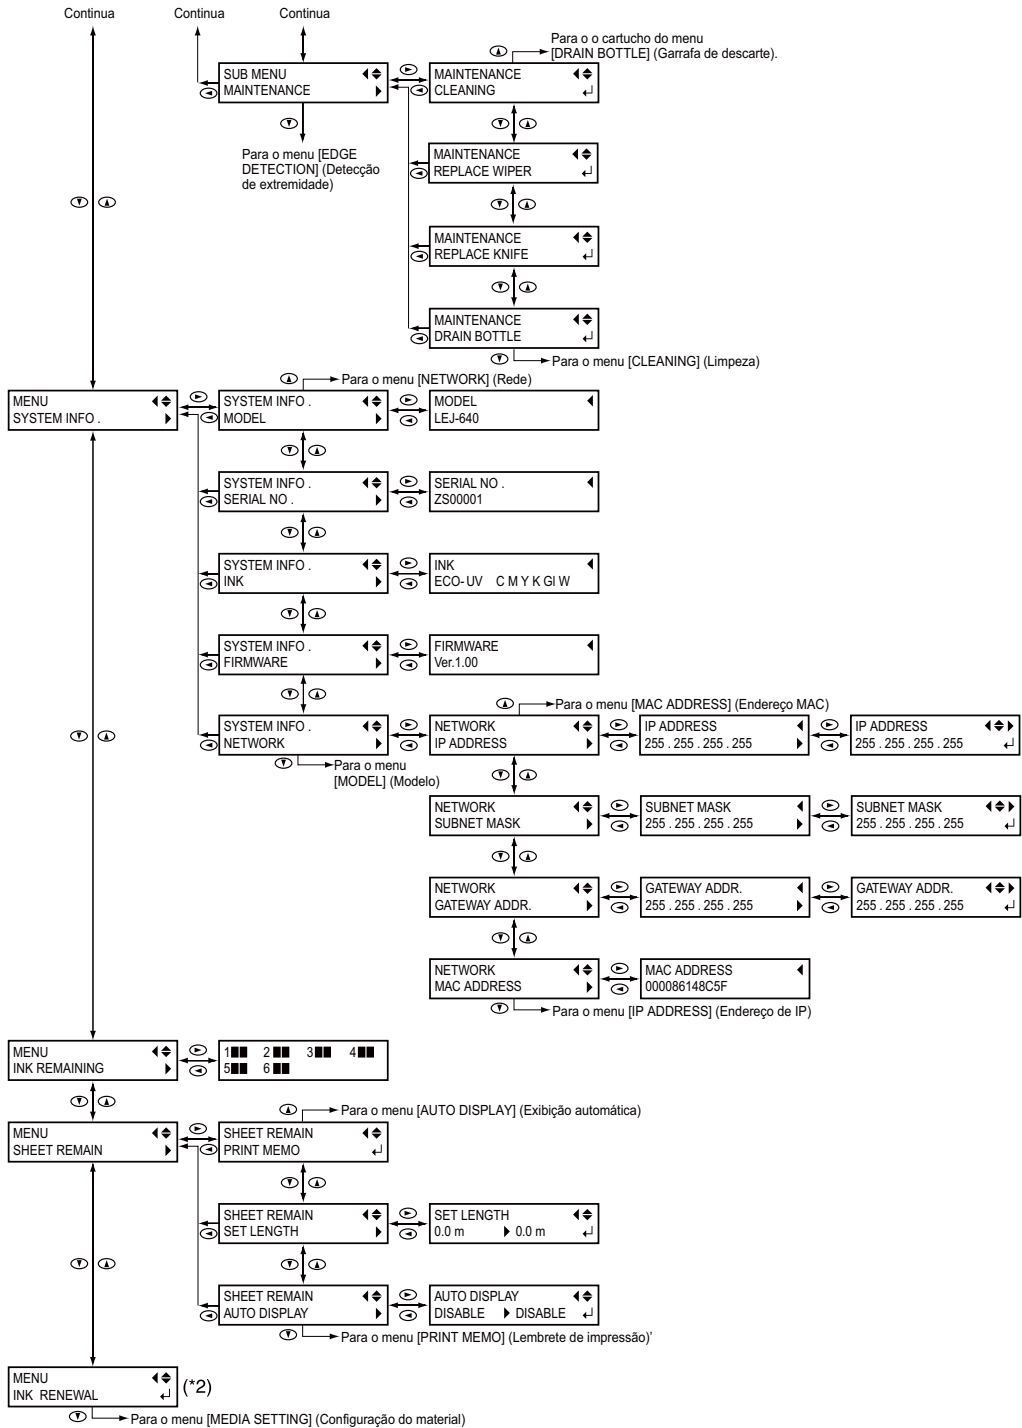 Continua Continua Continua
Para o o cartucho do menu
[DRAIN BOTTLE] (Garrafa de descarte).
SUB MENU
MAINTENANCE
MAINTENANCE
CLEANING
Para o menu [EDGE
DETECTION] (Detecção
de extremidade)
MAINTENANCE
REPLACE WIPER
MAINTENANCE
REPLACE KNIFE
MAINTENANCE
DRAIN BOTTLE
Para o menu [CLEANING] (Limpeza)
Para o menu [NETWORK] (Rede)
MENU
SYSTEM INFO .
SYSTEM INFO .
MODEL
MODEL
LEJ-640
SYSTEM INFO .
SERIAL NO .
SERIAL NO .
ZS00001
SYSTEM INFO .
INK
INK
ECO-UV C M Y K Gl W
SYSTEM INFO .
FIRMWARE
FIRMWARE
Ver.1.00
Para o menu [MAC ADDRESS] (Endereço MAC)
SYSTEM INFO .
NETWORK
NETWORK
IP ADDRESS
IP ADDRESS
255 . 255 . 255 . 255
IP ADDRESS
255 . 255 . 255 . 255
Para o menu
[MODEL] (Modelo)
NETWORK
SUBNET MASK
SUBNET MASK
255 . 255 . 255 . 255
SUBNET MASK
255 . 255 . 255 . 255
NETWORK
GATEWAY ADDR.
GATEWAY ADDR.
255 . 255 . 255 . 255
GATEWAY ADDR.
255 . 255 . 255 . 255
NETWORK
MAC ADDRESS
MAC ADDRESS
000086148C5F
Para o menu [IP ADDRESS] (Endereço de IP)
MENU
INK REMAINING
1■■ 2■■ 3■■ 4■■
5■■ 6■■
Para o menu [AUTO DISPLAY] (Exibição automática)
MENU
SHEET REMAIN
SHEET REMAIN
PRINT MEMO
SHEET REMAIN
SET LENGTH
SET LENGTH
0.0 m 0.0 m
SHEET REMAIN
AUTO DISPLAY
AUTO DISPLAY
DISABLE DISABLE
Para o menu [PRINT MEMO] (Lembrete de impressão)'
MENU
INK RENEWAL
(*2)
Para o menu [MEDIA SETTING] (Configuração do material)